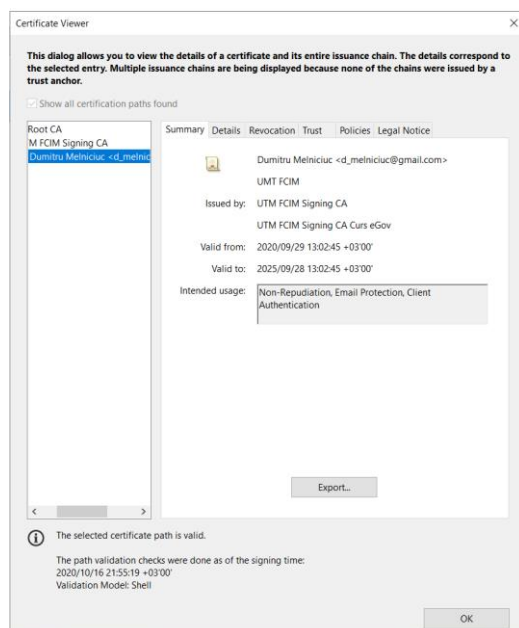 Certificate Viewer
This dialog allows you to view the details of a certificate and its entire issuance chain. The details correspond to
the selected entry. Multiple issuance chains are being displayed because none of the chains were issued by a
trust anchor.
Show all certification paths found
Root CA
M FCIM Signing CA
Dumitru Melniciuc <d_melnic
Summary Details Revocation Trust Policies Legal Notice
Dumitru Melniciuc <d_melniciuc@gmail.com>
UMT FCIM
Issued by: UTM FCIM Signing CA
UTM FCIM Signing CA Curs eGov
Valid from: 2020/09/29 13:02:45 +03'00'
Valid to: 2025/09/28 13:02:45 +03'00'
Intended usage: Non-Repudiation, Email Protection, Client
Authentication
Export...
The selected certificate path is valid.
The path validation checks were done as of the signing time:
2020/10/16 21:55:19 +03'00'
Validation Model: Shell
OK